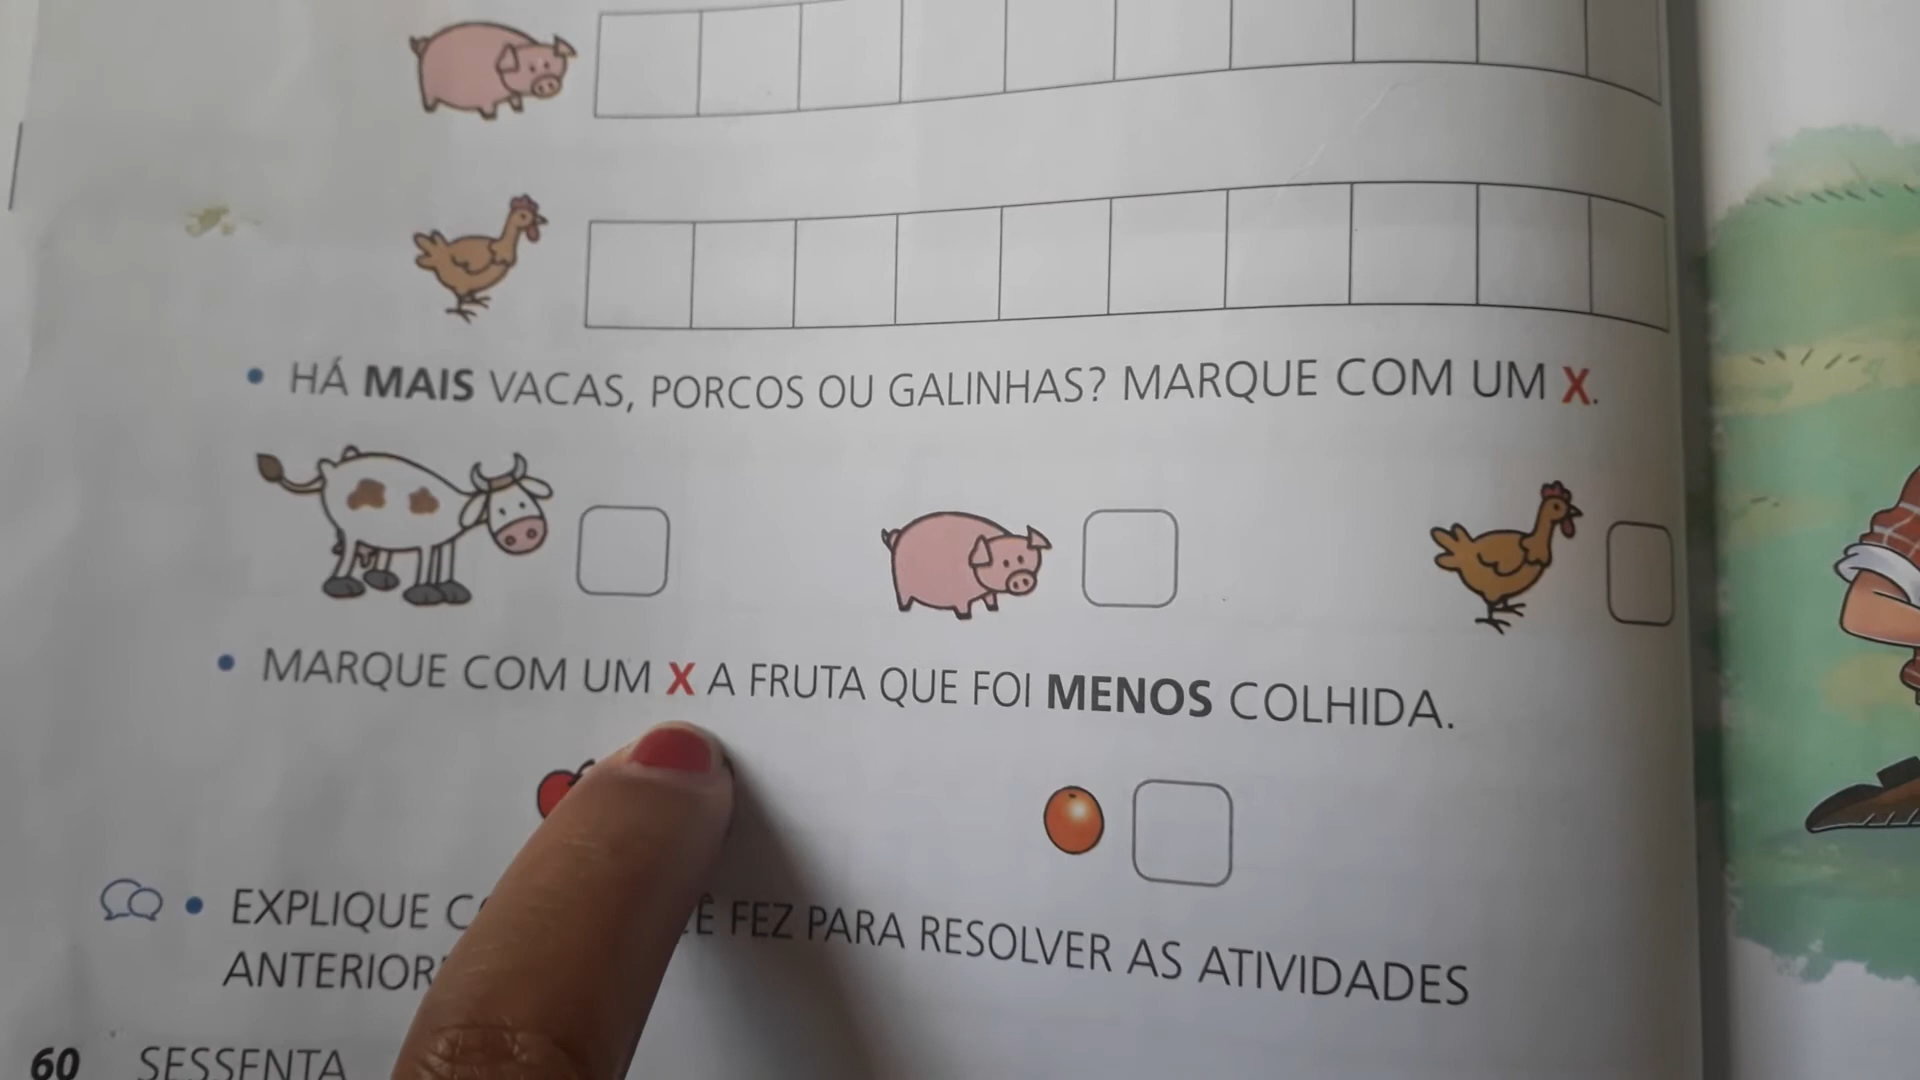 • HÁ MAIS VACAS, PORCOS OU GALINHAS? MARQUE COM UM X.
• MARQUE COM UM X A FRUTA QUE FOI MENOS COLHIDA.
• EXPLIQUE FEZ PARA RESOLVER AS ATIVIDADES
60 SESSENTA